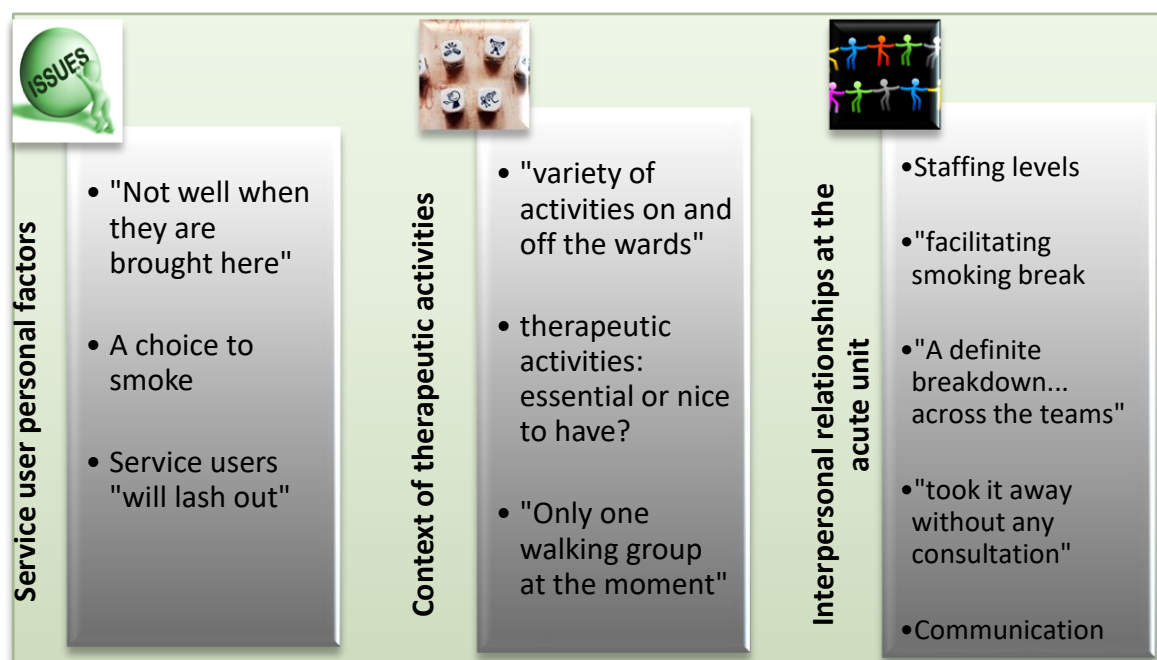 ISSUES
Service user personal factors
• "Not well when
they are
brought here"
• A choice to
smoke
• Service users
"will lash out"
Context of therapeutic activities
• "variety of
activities on and
off the wards"
• therapeutic
activities:
essential or nice
to have?
• "Only one
walking group
at the moment"
Interpersonal relationships at the
acute unit
•Staffing levels
•"facilitating
smoking break
•"A definite
breakdown...
across the teams"
•"took it away
without any
consultation"
•Communication